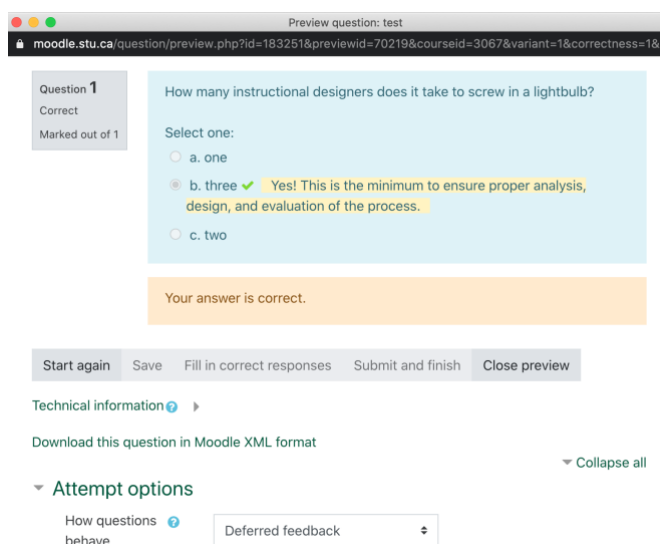 Preview question: test
moodle.stu.ca/question/preview.php?id=183251&previewid=70219&courseid=3067&variant=1&correctness=1&
Question 1
Correct
Marked out of 1
How many instructional designers does it take to screw in a lightbulb?
Select one:
a. one
b. three Yes! This is the minimum to ensure proper analysis,
design, and evaluation of the process.
c. two
Your answer is correct.
Start again Save Fill in correct responses Submit and finish Close preview
Technical information
Download this question in Moodle XML format
Collapse all
Attempt options
How questions
behave
Deferred feedback